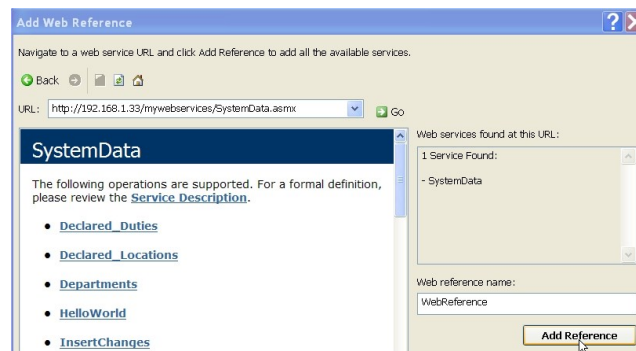 Add Web Reference
Navigate to a web service URL and click Add Reference to add all the available services.
Back
URL: http://192.168.1.33/mywebservices/SystemData.asmx Go
SystemData
The following operations are supported. For a formal definition,
please review the Service Description.
Declared_Duties
Declared_Locations
Departments
HelloWorld
InsertChanges
Web services found at this URL:
1 Service Found:
- SystemData
Web reference name:
WebReference
Add Reference